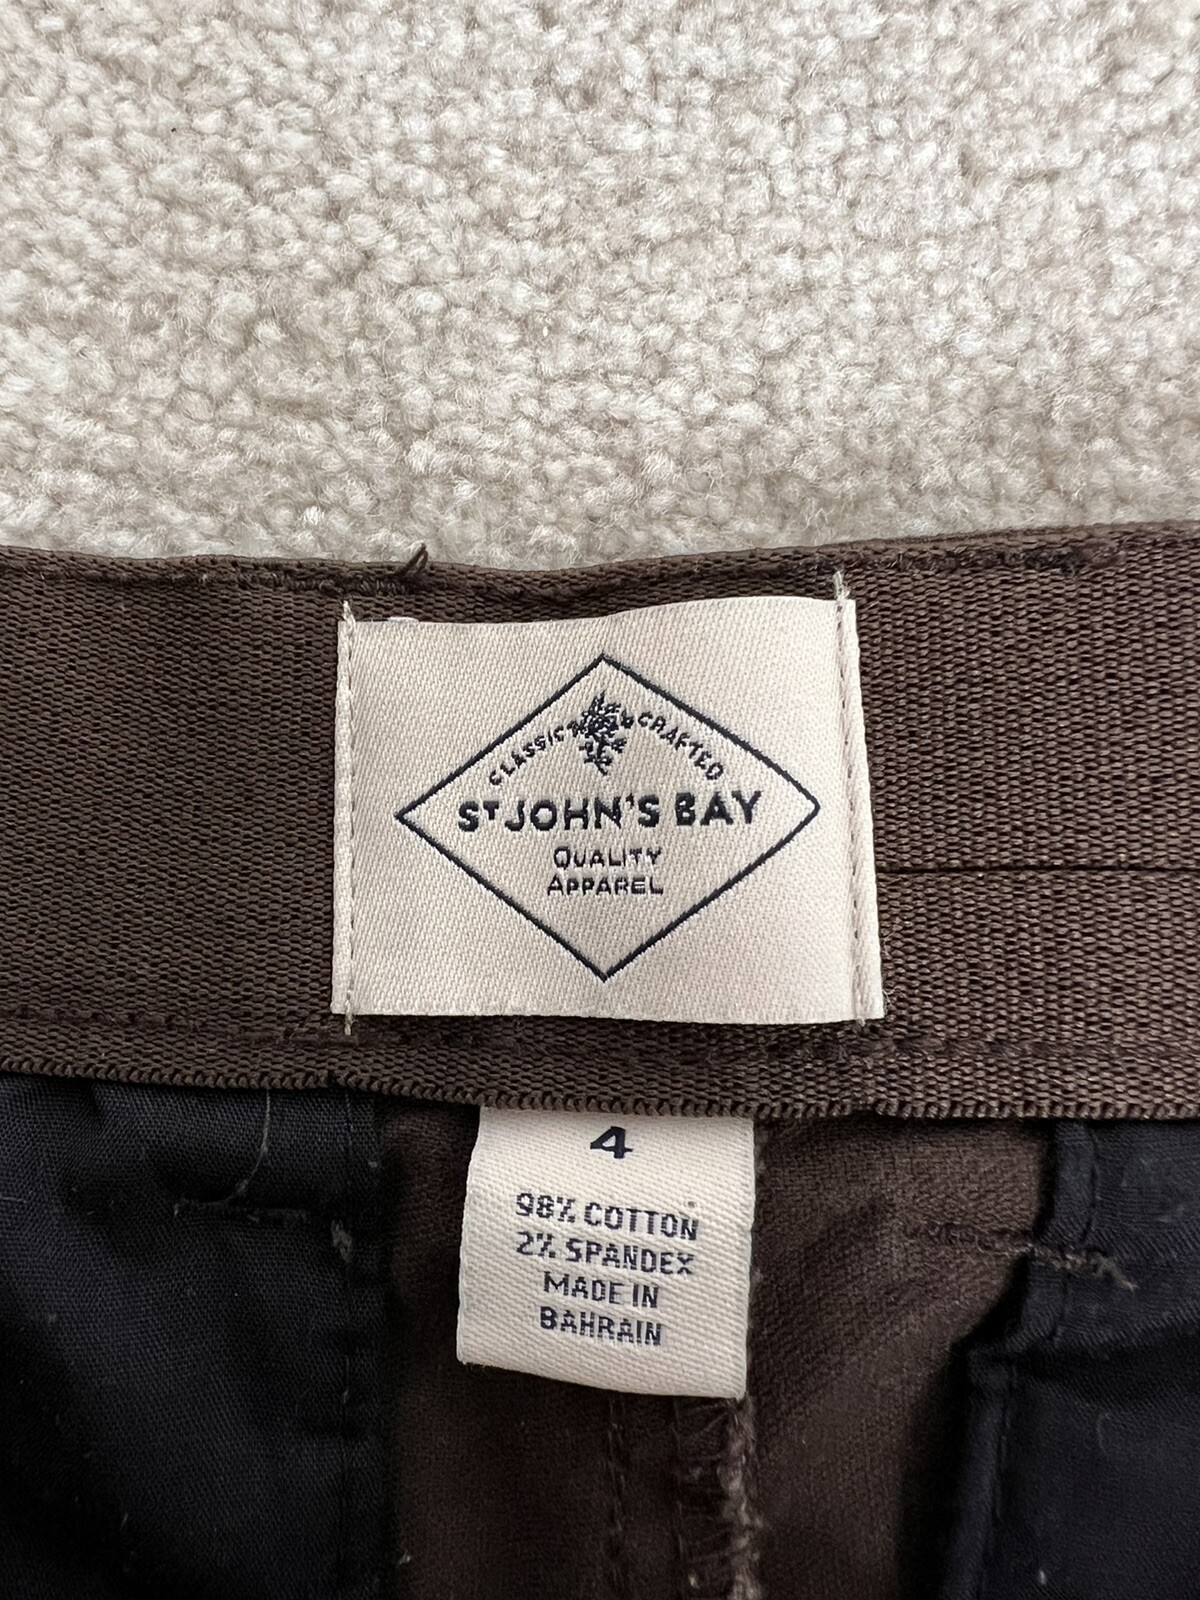 CLASSIC CRAFTED
ST JOHN'S BAY
QUALITY
APPAREL
4
98% COTTON
2% SPANDEX
MADE IN
BAHRAIN